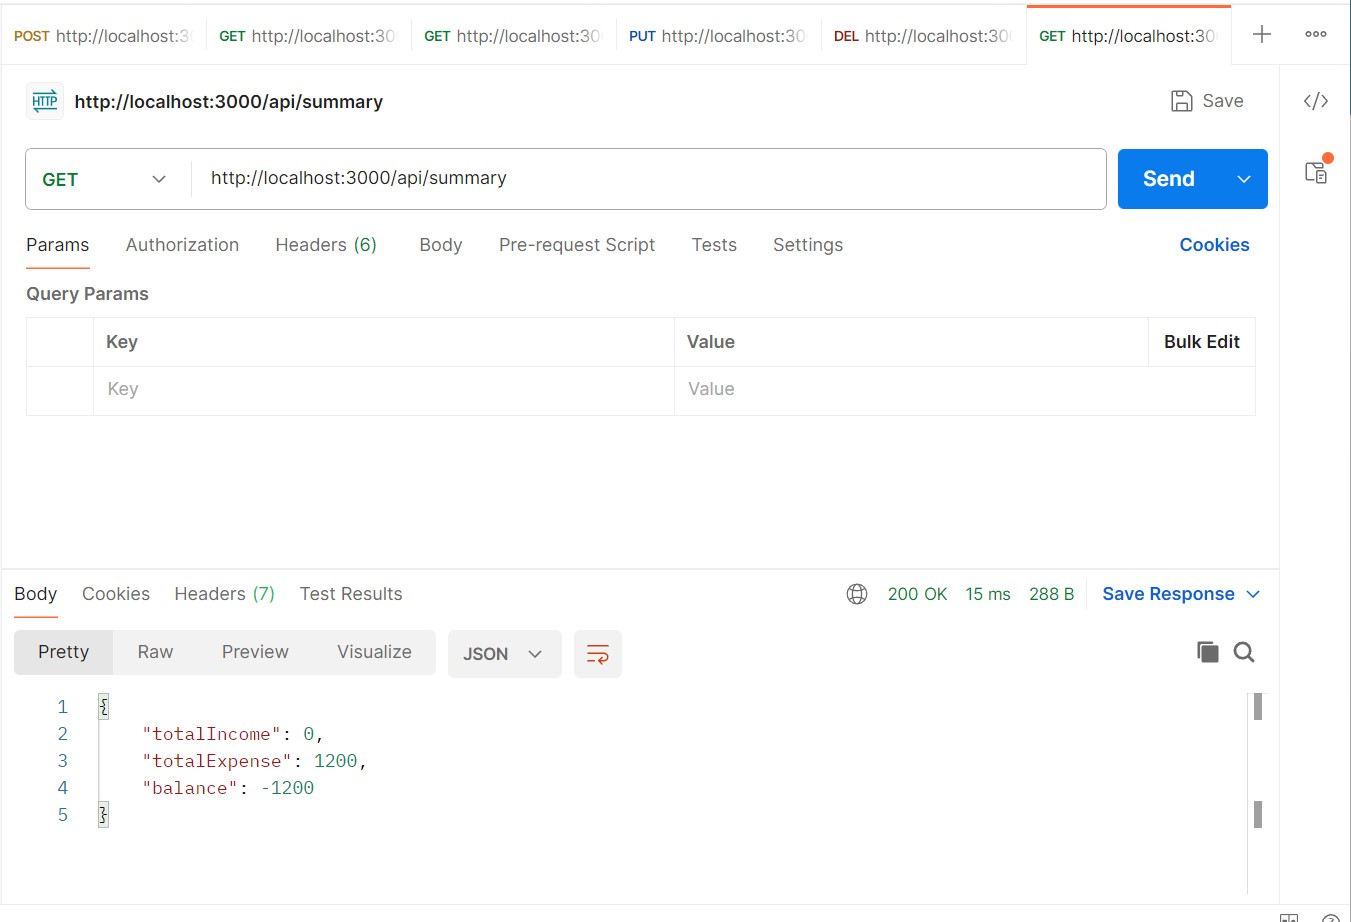 POST http://localhost:3 GET http://localhost:30 GET http://localhost:30 PUT http://localhost:30 DEL http://localhost:30 GET http://localhost:30
HTTP http://localhost:3000/api/summary Save </>
GET http://localhost:3000/api/summary Send
Params Authorization Headers (6) Body Pre-request Script Tests Settings Cookies
Query Params
Key Value Bulk Edit
Key Value
Body Cookies Headers (7) Test Results 200 OK 15 ms 288 B Save Response
Pretty Raw Preview Visualize JSON
1 {
2 "totalIncome": 0,
3 "totalExpense": 1200,
4 "balance": -1200
5 }